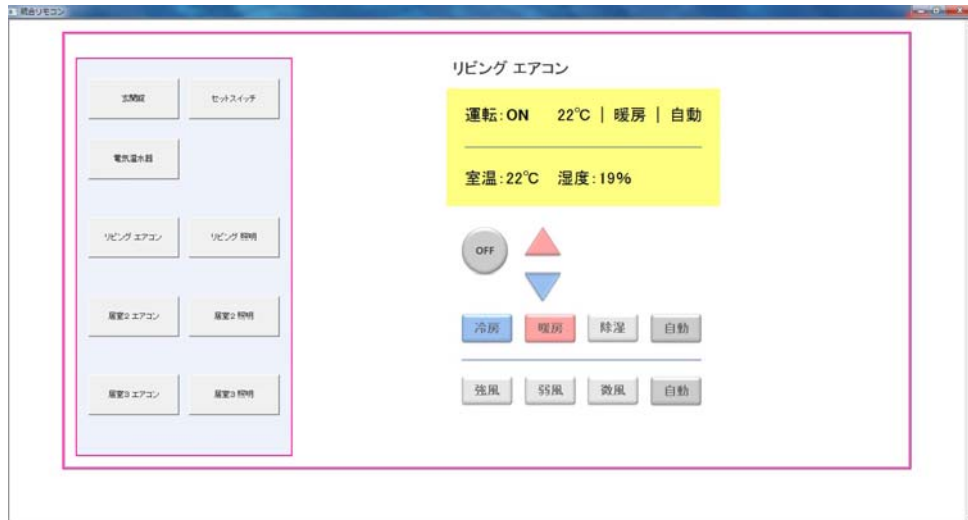 統合リモコン
玄関錠 セットスイッチ
電気温水器
リビング エアコン リビング 照明
居室2 エアコン 居室2 照明
居室3 エアコン 居室3 照明
リビング エアコン
運転:ON 22℃ | 暖房 | 自動
室温:22℃ 湿度:19%
OFF
冷房 暖房 除湿 自動
強風 弱風 微風 自動